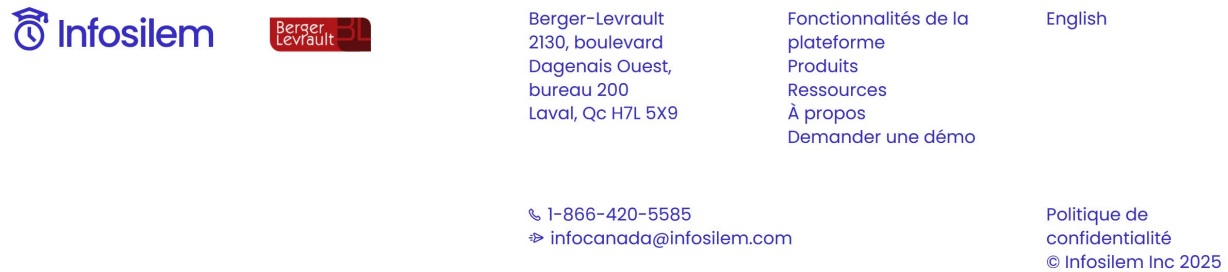 Infosilem
Berger
Levrault
BL
Berger-Levrault
2130, boulevard
Dagenais Ouest,
bureau 200
Laval, Qc H7L 5X9
Fonctionnalités de la
plateforme
Produits
Ressources
À propos
Demander une démo
English
1-866-420-5585
infocanada@infosilem.com
Politique de
confidentialité
© Infosilem Inc 2025